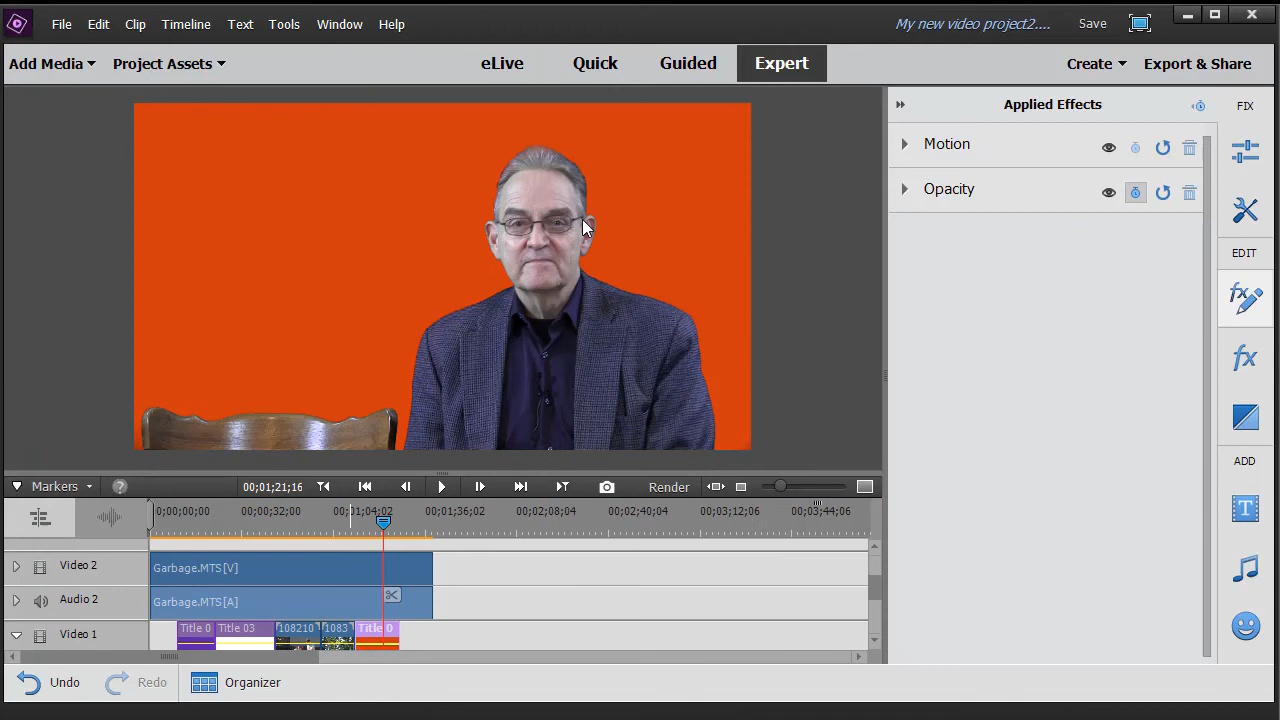 File Edit Clip Timeline Text Tools Window Help My new video project2.... Save
Add Media Project Assets eLive Quick Guided Expert Create Export & Share
Applied Effects FIX
Motion
Opacity
EDIT
fx
fx
ADD
T
Markers ? 00;01;21;16 Render
0;00;00;00 00;00;32;00 00;01;04;02 00;01;36;02 00;02;04;04 00;02;40;04 00;03;12;06 00;03;44;06
Video 2 Garbage.MTS[V]
Audio 2 Garbage.MTS[A]
Video 1 Title 0 Title 03 108210 1083 Title 0
Undo Redo Organizer